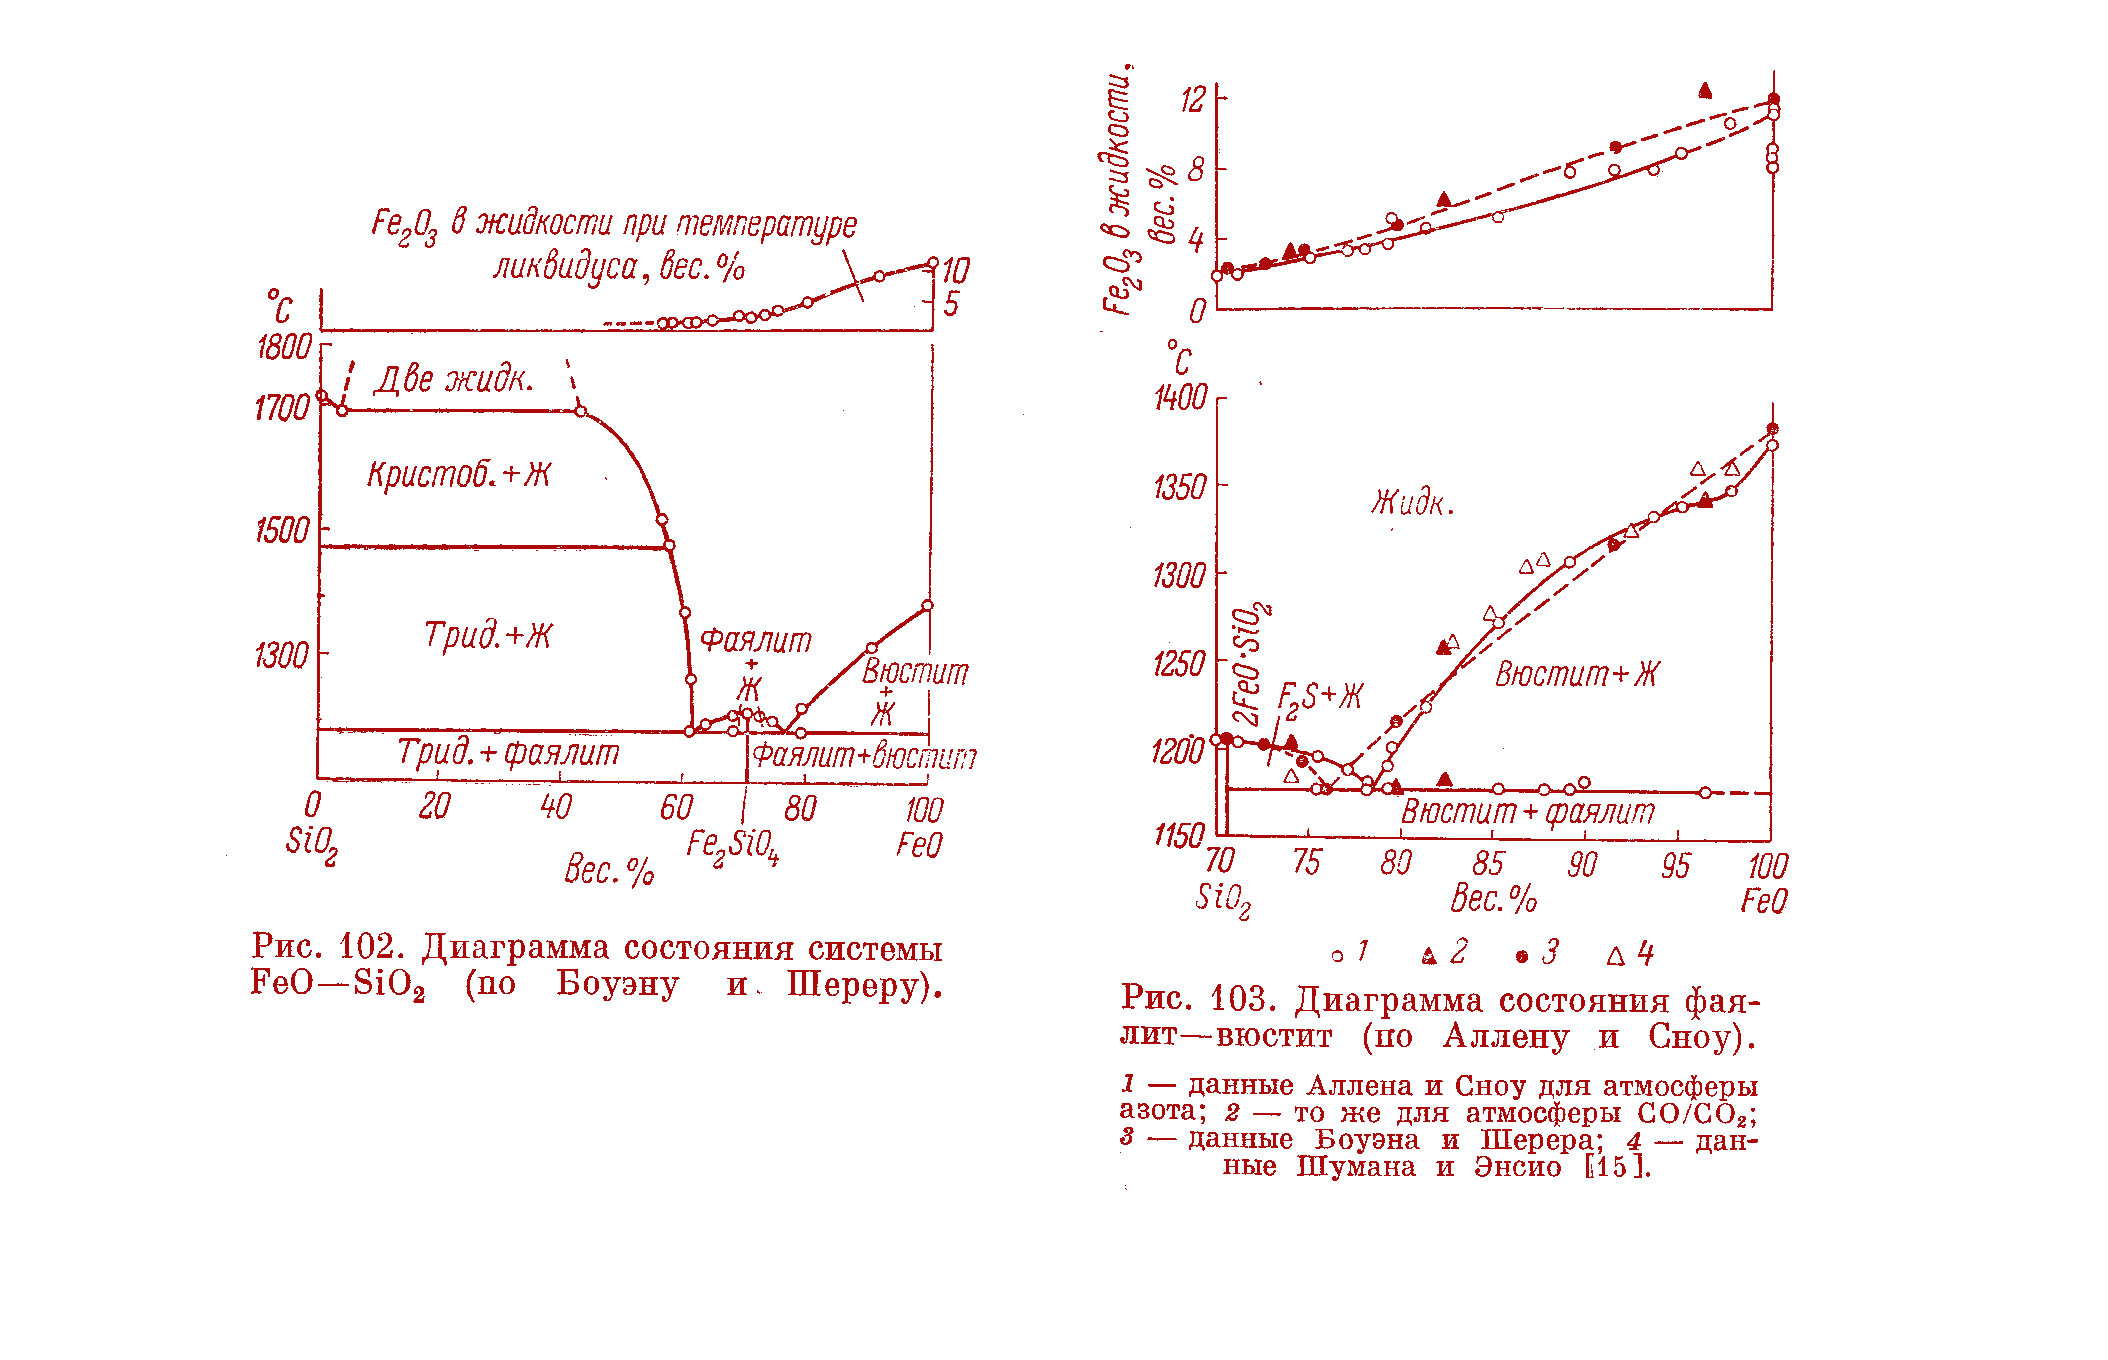 Fe₂O₃ в жидкости при температуре
ликвидуса, вес.%
10
5
°C
1800
1700
1500
1300
Две жидк.
Кристоб.+Ж
Трид.+Ж
Фаялит
+
Ж
Вюстит
+
Ж
Трид.+фаялит
Фаялит+вюстит
0 20 40 60 80 100
SiO₂ Fe₂SiO₄ FeO
Вес.%
Рис. 102. Диаграмма состояния системы
FeO—SiO₂ (по Боуэну и Шереру).
Fe₂O₃ в жидкости,
вес.%
12
8
4
0
°C
1400
1350
1300
1250
1200
1150
Жидк.
2FeO·SiO₂
F₂S+Ж
Вюстит+Ж
Вюстит+фаялит
70 75 80 85 90 95 100
SiO₂ Вес.% FeO
1 2 3 4
Рис. 103. Диаграмма состояния фая-
лит—вюстит (по Аллену и Сноу).
1 — данные Аллена и Сноу для атмосферы
азота; 2 — то же для атмосферы CO/CO₂;
3 — данные Боуэна и Шерера; 4 — дан-
ные Шумана и Энсио [15].